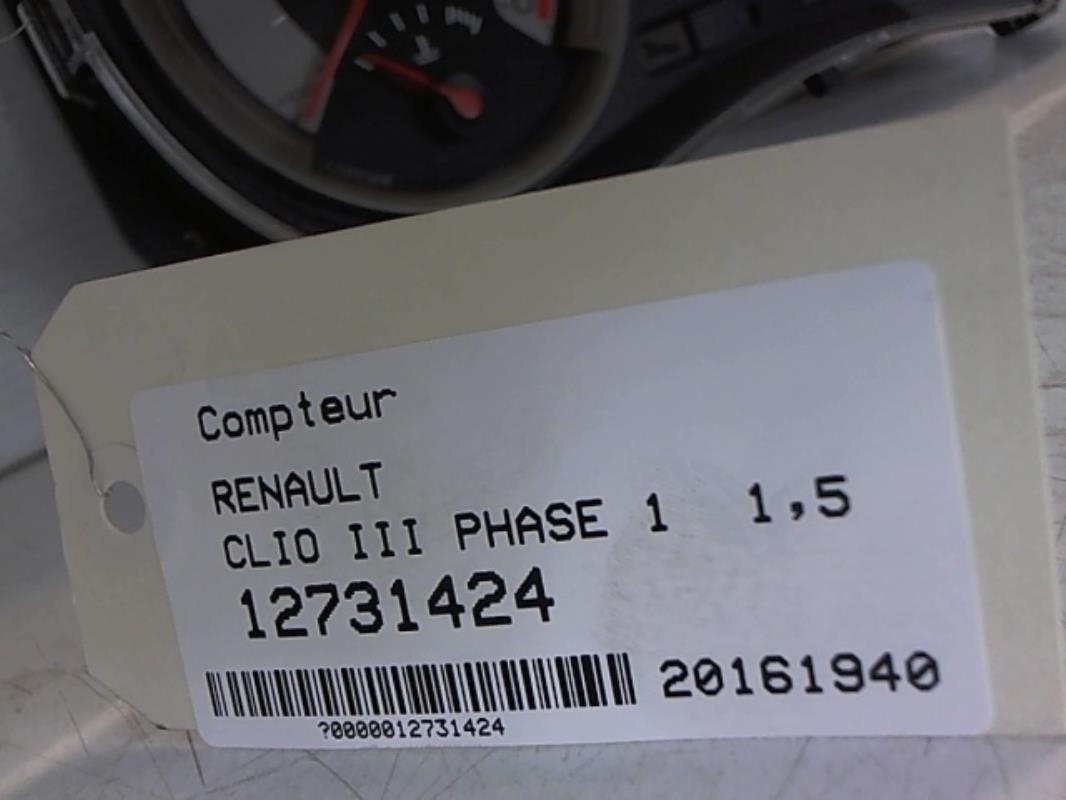 Compteur
RENAULT
CLIO III PHASE 1 1,5
12731424
20161940
?0000012731424